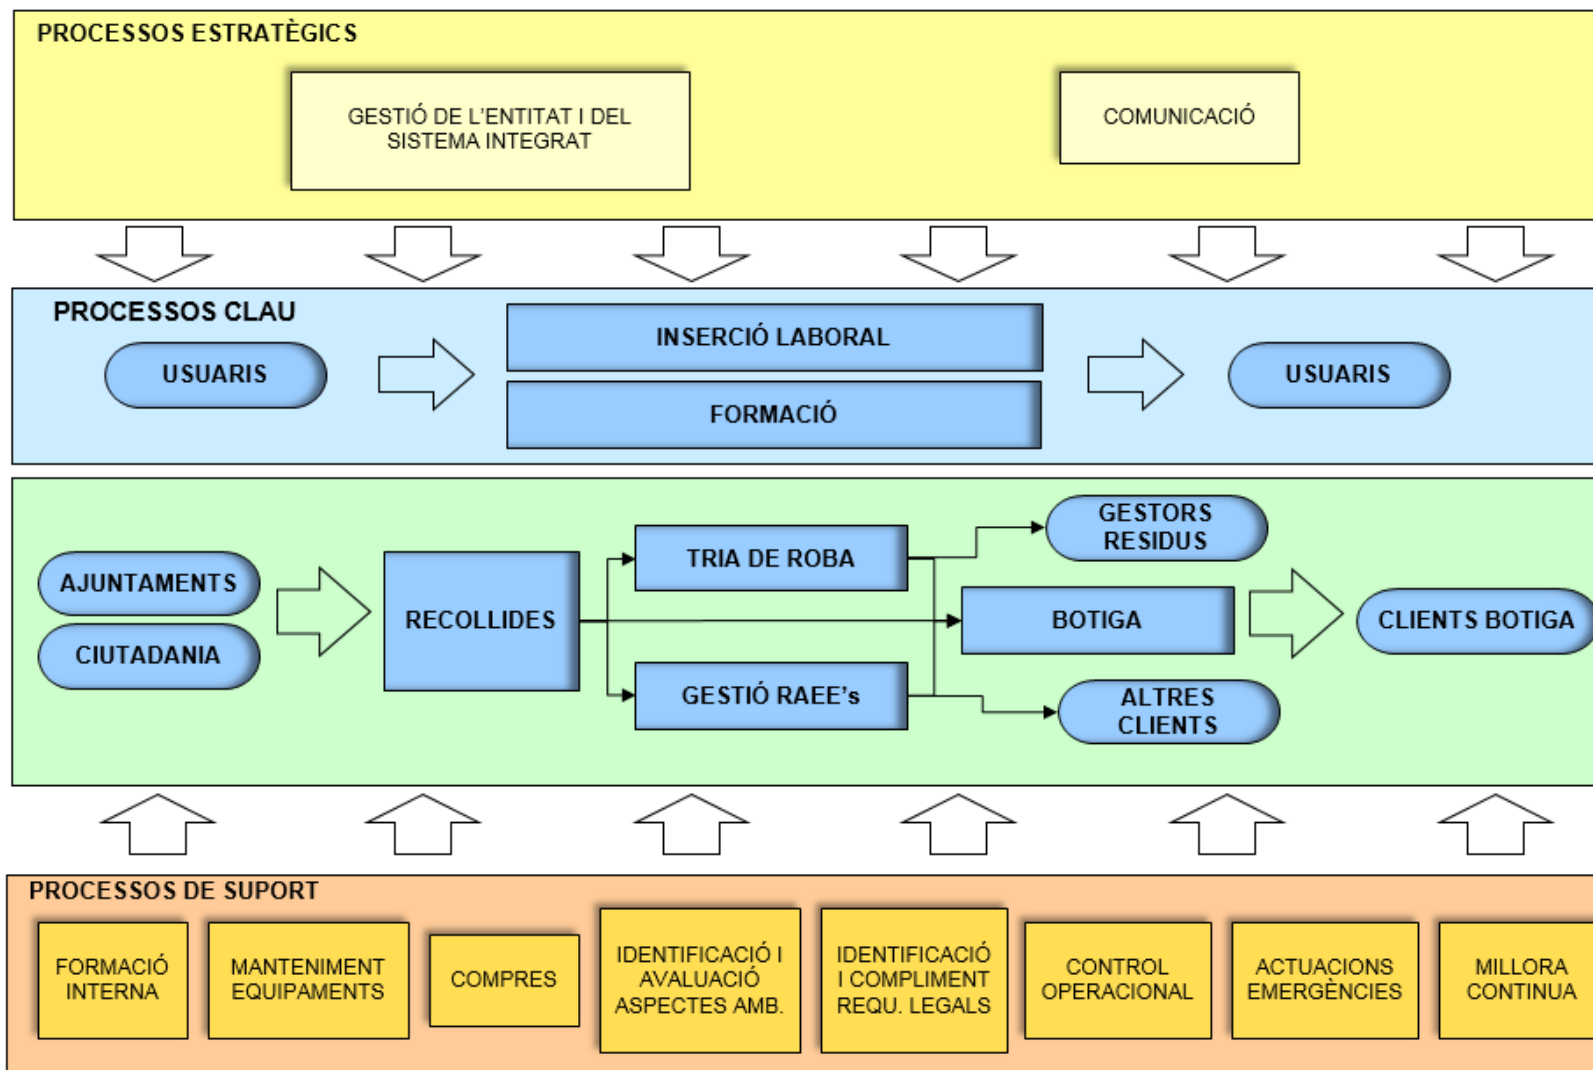 PROCESSOS ESTRATÈGICS
GESTIÓ DE L'ENTITAT I DEL
SISTEMA INTEGRAT
COMUNICACIÓ
PROCESSOS CLAU
USUARIS
INSERCIÓ LABORAL
FORMACIÓ
USUARIS
AJUNTAMENTS
CIUTADANIA
RECOLLIDES
TRIA DE ROBA
GESTIÓ RAEE's
GESTORS
RESIDUS
BOTIGA
ALTRES
CLIENTS
CLIENTS BOTIGA
PROCESSOS DE SUPORT
FORMACIÓ
INTERNA
MANTENIMENT
EQUIPAMENTS
COMPRES
IDENTIFICACIÓ I
AVALUACIÓ
ASPECTES AMB.
IDENTIFICACIÓ
I COMPLIMENT
REQU. LEGALS
CONTROL
OPERACIONAL
ACTUACIONS
EMERGÈNCIES
MILLORA
CONTINUA